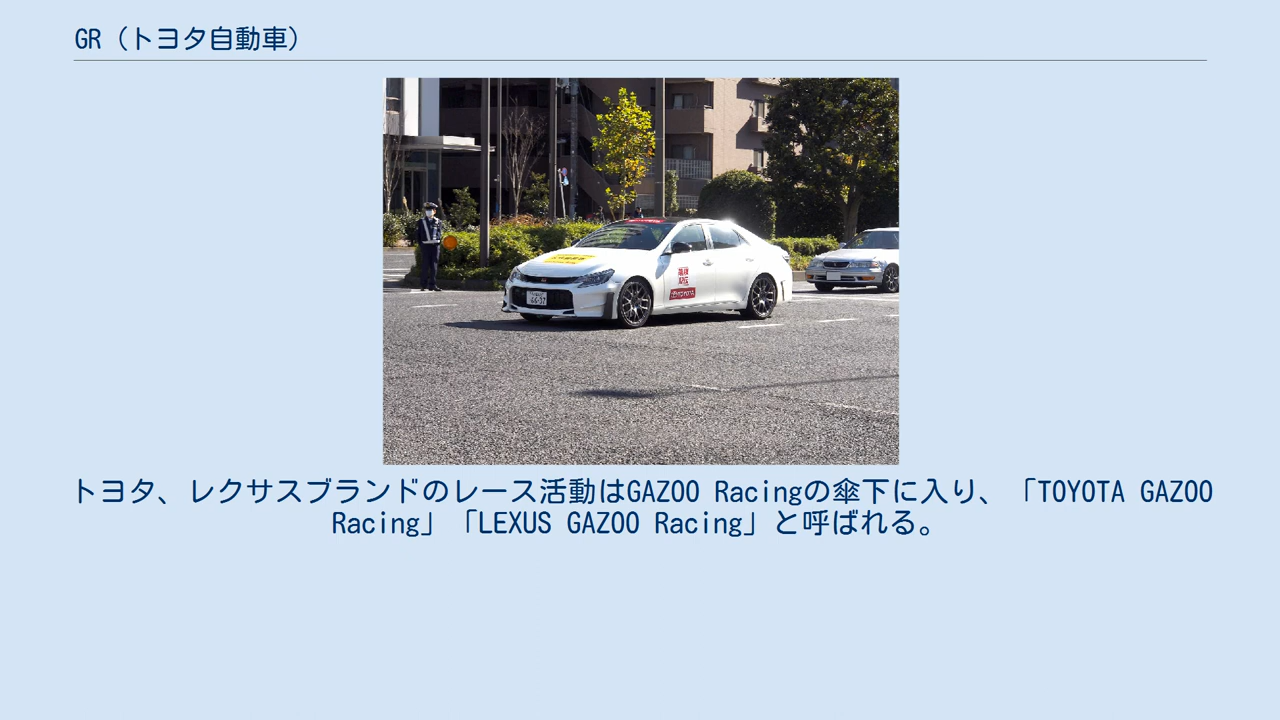 GR（トヨタ自動車）
トヨタ、レクサスブランドのレース活動はGAZOO Racingの傘下に入り、「TOYOTA GAZOO
Racing」「LEXUS GAZOO Racing」と呼ばれる。